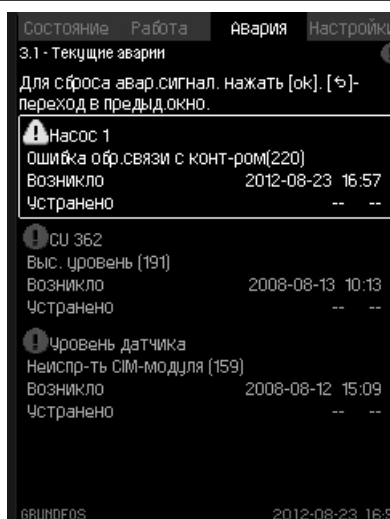 Состояние Работа Авария Настройки
3.1 - Текущие аварии
Для сброса авар.сигнал. нажать [ok]. [↰]-
переход в предыд.окно.
Насос 1
Ошибка обр.связи с конт-ром(220)
Возникло 2012-08-23 16:57
Устранено -- --
CU 362
Выс. уровень (191)
Возникло 2008-08-13 10:13
Устранено -- --
Уровень датчика
Неиспр-ть CIM-модуля (159)
Возникло 2008-08-12 15:09
Устранено -- --
GRUNDFOS 2012-08-23